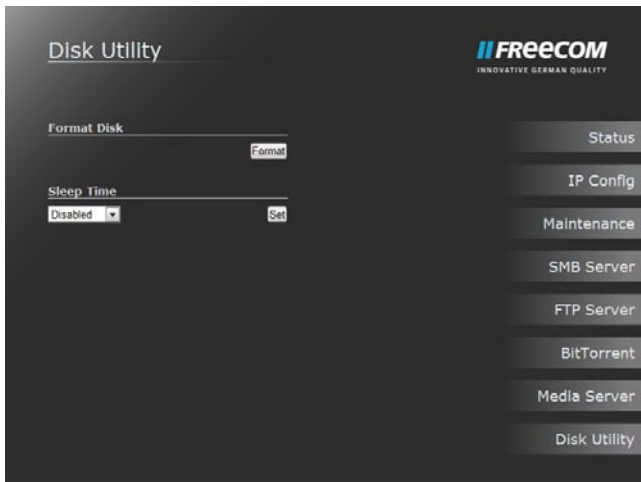 Disk Utility
FREECOM
INNOVATIVE GERMAN QUALITY
Format Disk
Format
Sleep Time
Disabled
Set
Status
IP Config
Maintenance
SMB Server
FTP Server
BitTorrent
Media Server
Disk Utility